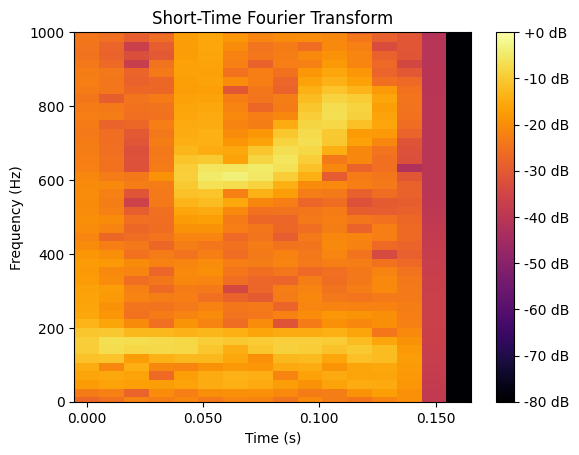 Short-Time Fourier Transform
1000
800
600
400
200
0
Frequency (Hz)
0.000
0.050
0.100
0.150
Time (s)
+0 dB
-10 dB
-20 dB
-30 dB
-40 dB
-50 dB
-60 dB
-70 dB
-80 dB